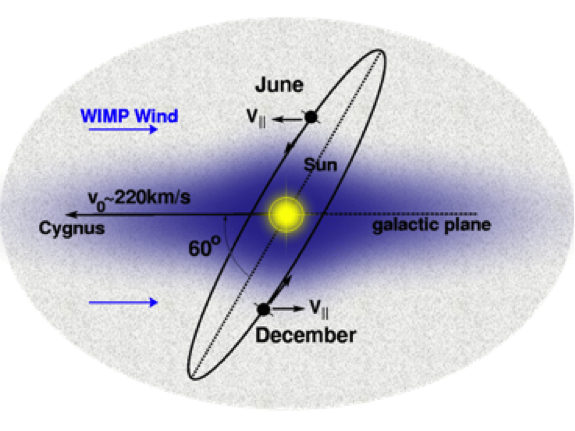 June
WIMP Wind
V||
Sun
v₀~220km/s
Cygnus
galactic plane
60°
V||
December